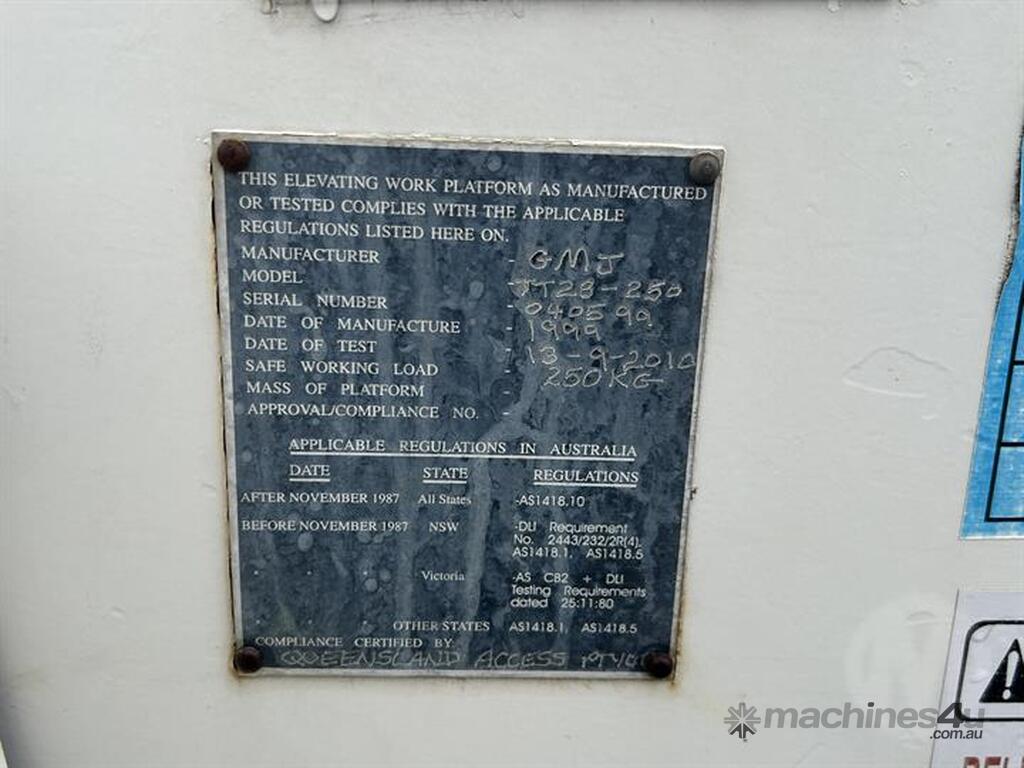 THIS ELEVATING WORK PLATFORM AS MANUFACTURED
OR TESTED COMPLIES WITH THE APPLICABLE
REGULATIONS LISTED HERE ON.
MANUFACTURER - GMJ
MODEL - JT28-250
SERIAL NUMBER - 040599
DATE OF MANUFACTURE - 1999
DATE OF TEST - 13-9-2010
SAFE WORKING LOAD - 250KG
MASS OF PLATFORM -
APPROVAL/COMPLIANCE NO. -
APPLICABLE REGULATIONS IN AUSTRALIA
DATE STATE REGULATIONS
AFTER NOVEMBER 1987 All States -AS1418.10
BEFORE NOVEMBER 1987 NSW -DLI Requirement
No. 2443/232/2R(4),
AS1418.1, AS1418.5
Victoria -AS CB2 + DLI
Testing Requirements
dated 25:11:80
OTHER STATES AS1418.1, AS1418.5
COMPLIANCE CERTIFIED BY:
QUEENSLAND ACCESS
machines4u
.com.au